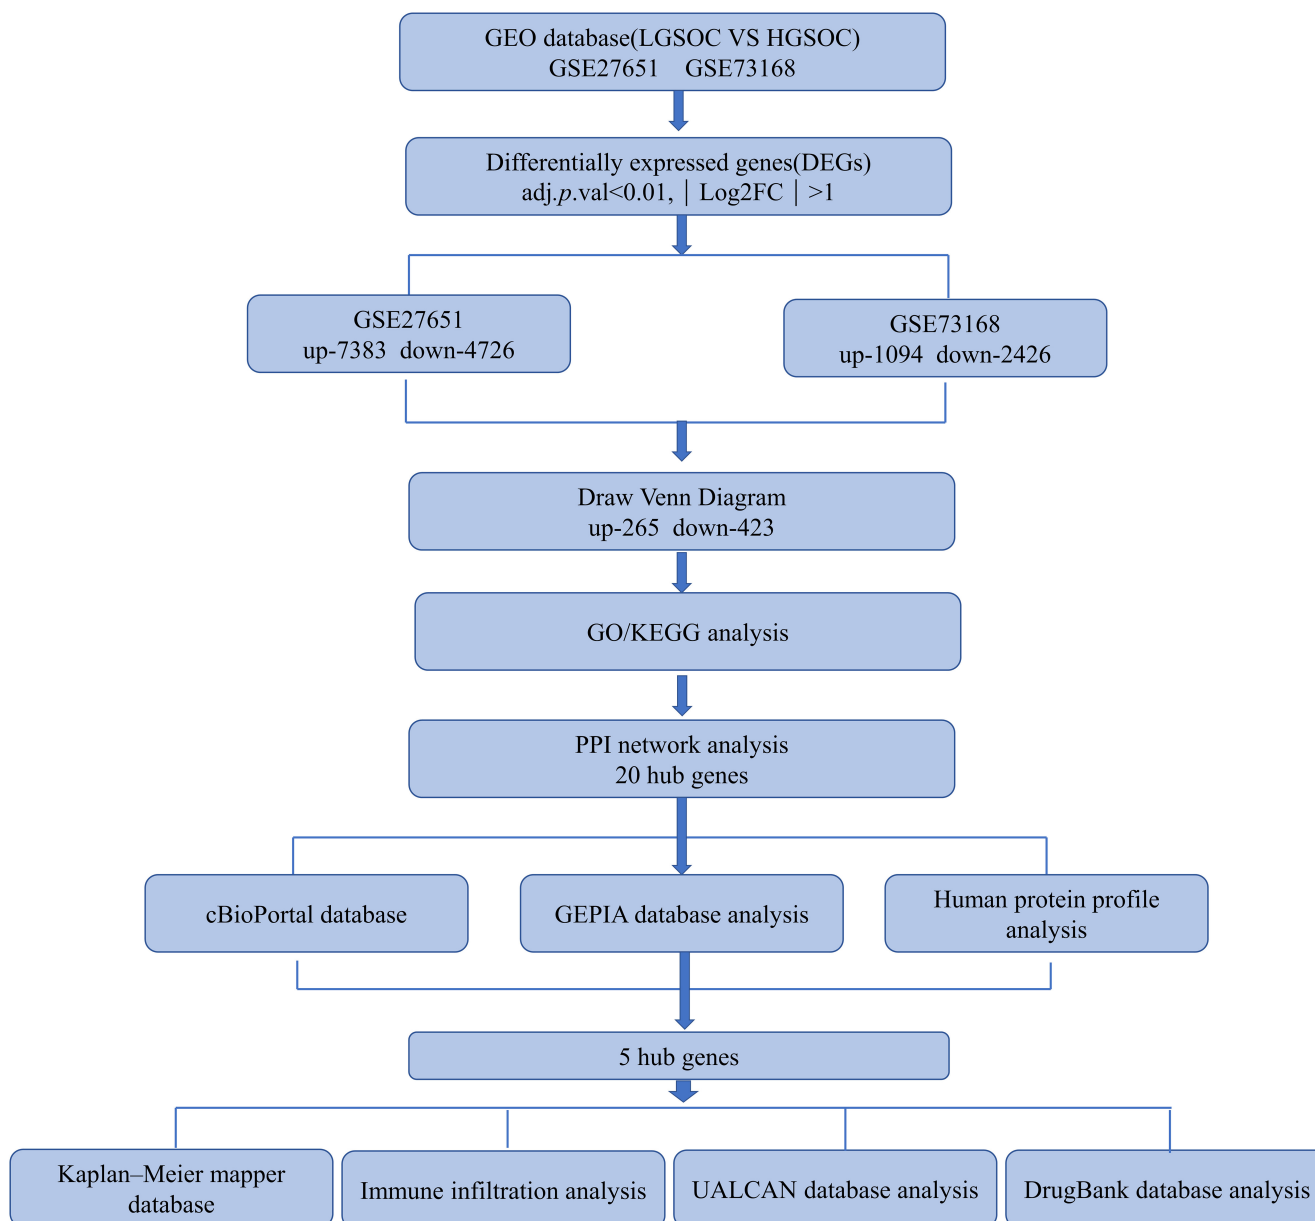 GEO database(LGSOC VS HGSOC)
GSE27651 GSE73168
Differentially expressed genes(DEGs)
adj.p.val<0.01, | Log2FC | >1
GSE27651
up-7383 down-4726
GSE73168
up-1094 down-2426
Draw Venn Diagram
up-265 down-423
GO/KEGG analysis
PPI network analysis
20 hub genes
cBioPortal database
GEPIA database analysis
Human protein profile
analysis
5 hub genes
Kaplan–Meier mapper
database
Immune infiltration analysis
UALCAN database analysis
DrugBank database analysis